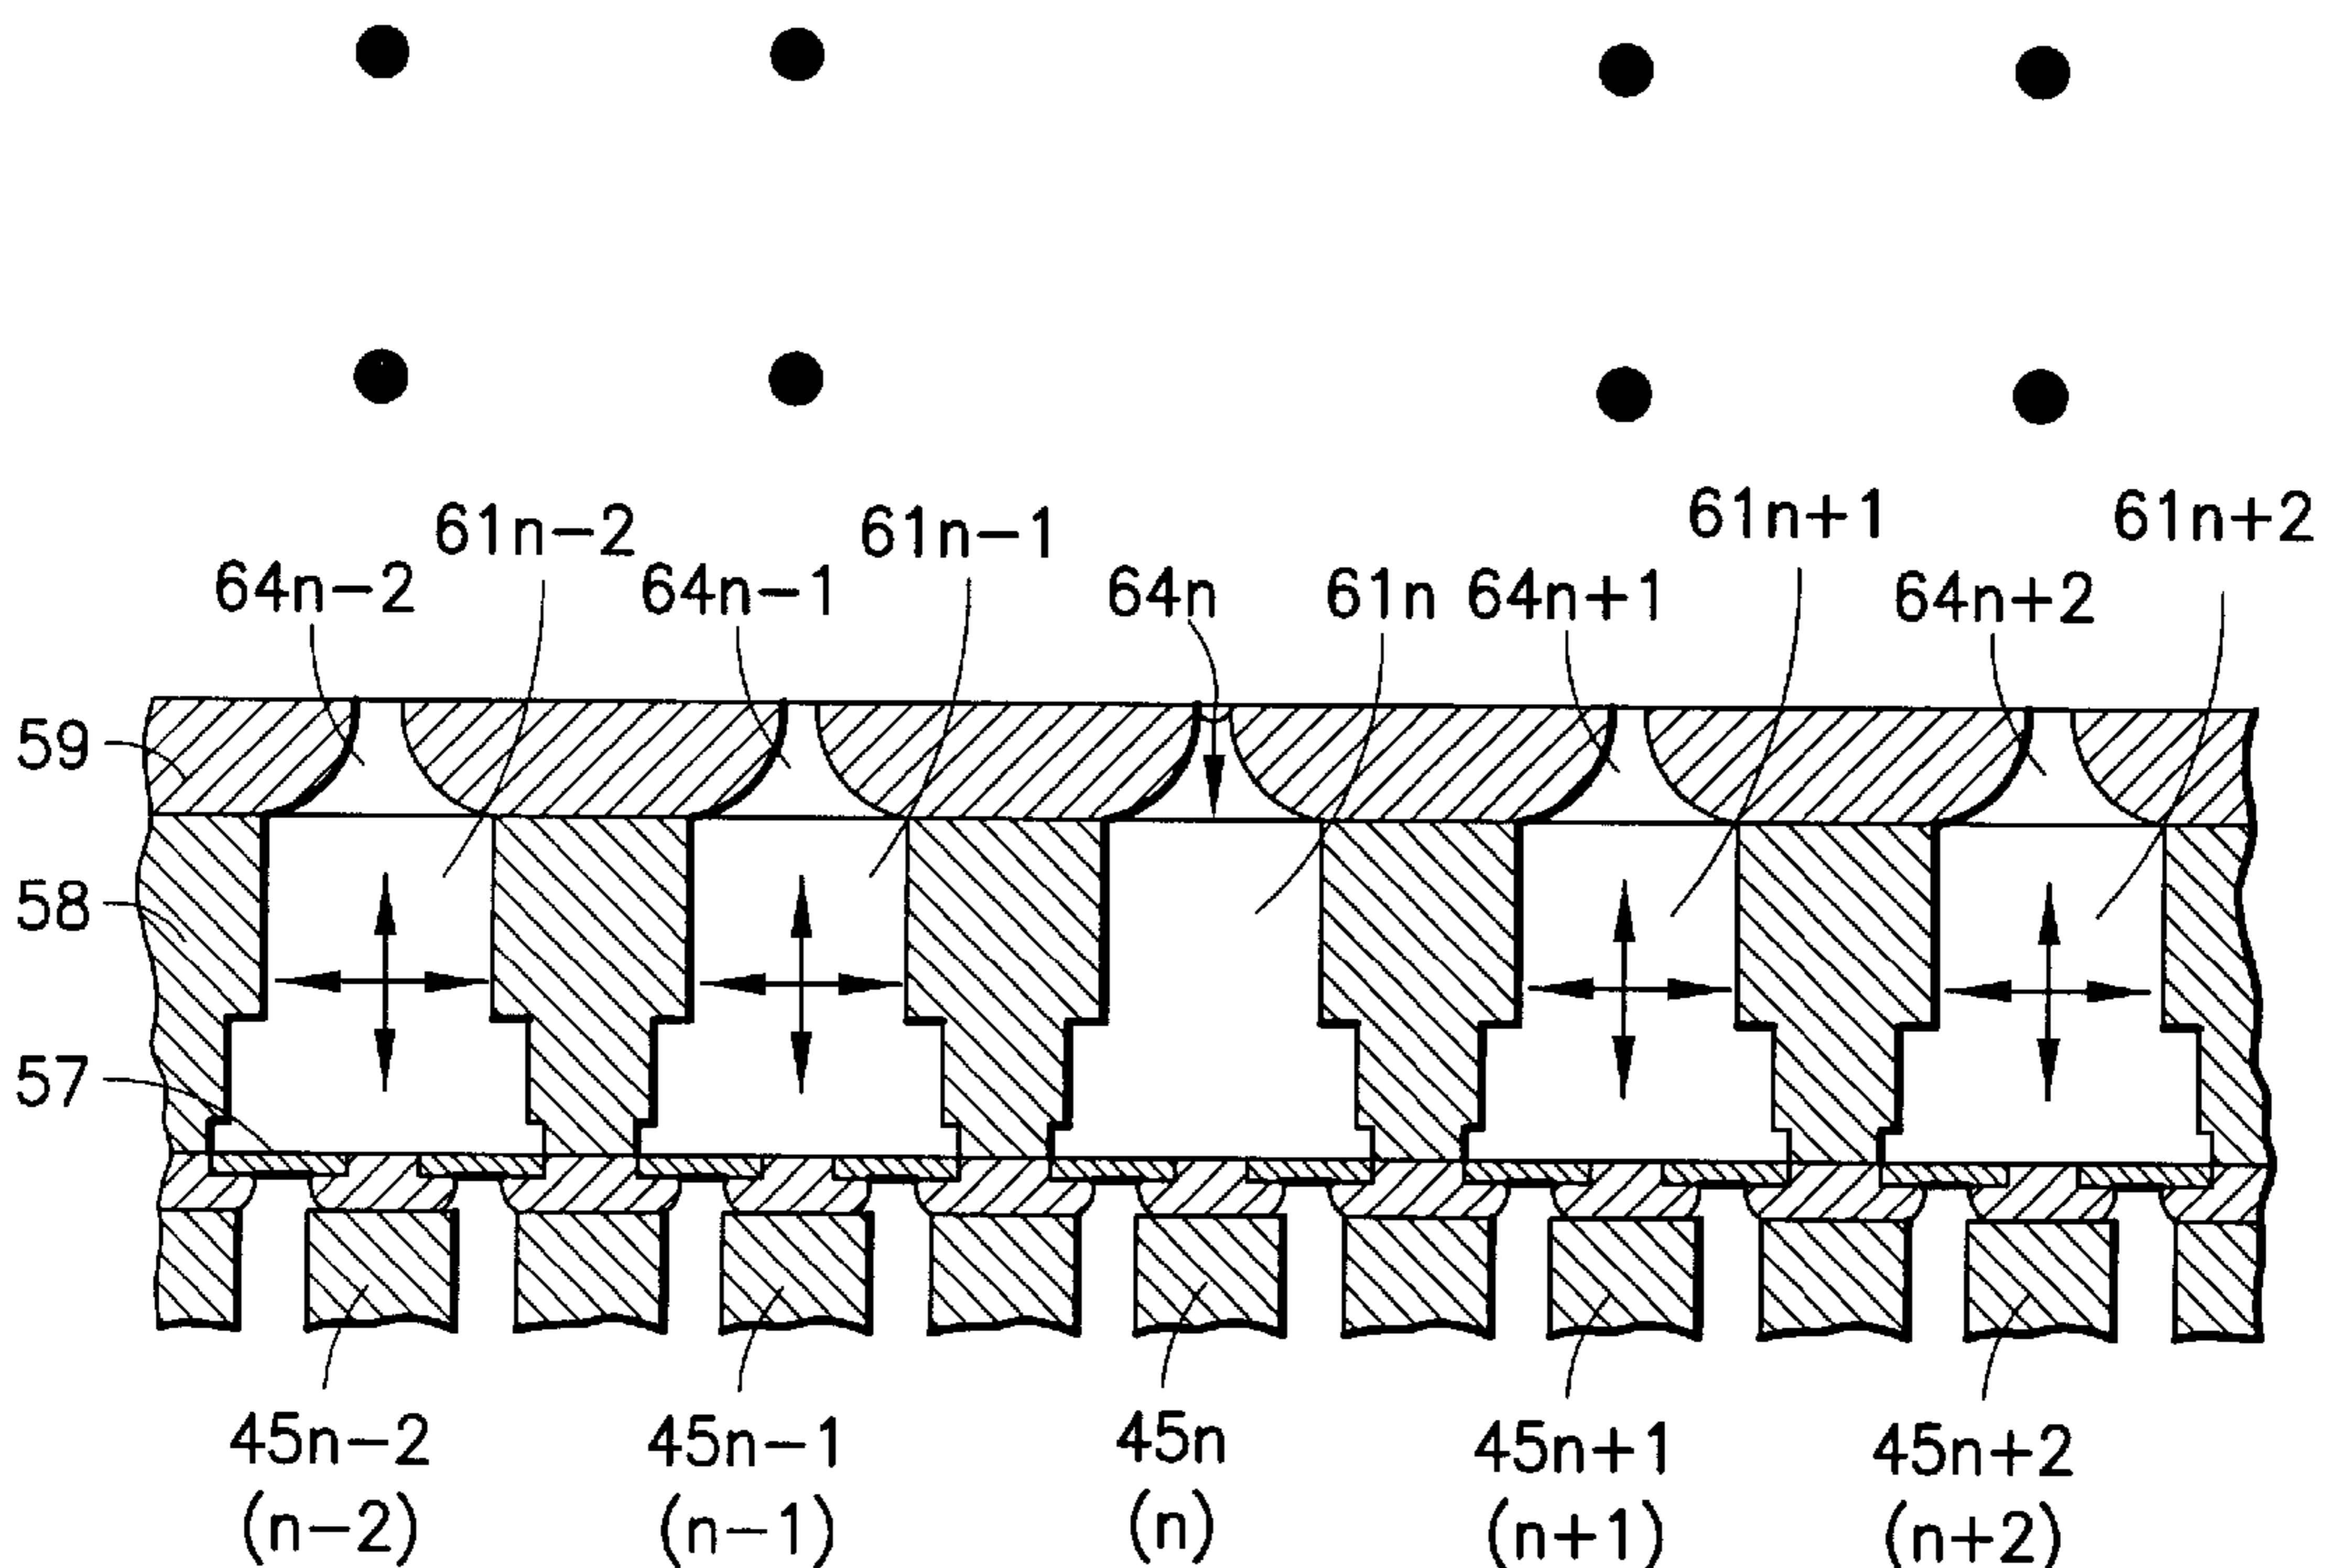 61n-2 61n-1 61n+1 61n+2
64n-2 64n-1 64n 61n 64n+1 64n+2
59
58
57
45n-2 45n-1 45n 45n+1 45n+2
(n-2) (n-1) (n) (n+1) (n+2)